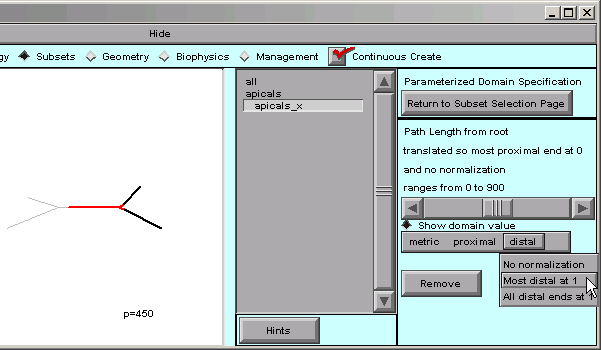 Hide
gy Subsets Geometry Biophysics Management Continuous Create
all
apicals
apicals_x
Parameterized Domain Specification
Return to Subset Selection Page
Path Length from root
translated so most proximal end at 0
and no normalization
ranges from 0 to 900
Show domain value
metric proximal distal
No normalization
Most distal at 1
All distal ends at 1
Remove
p=450
Hints